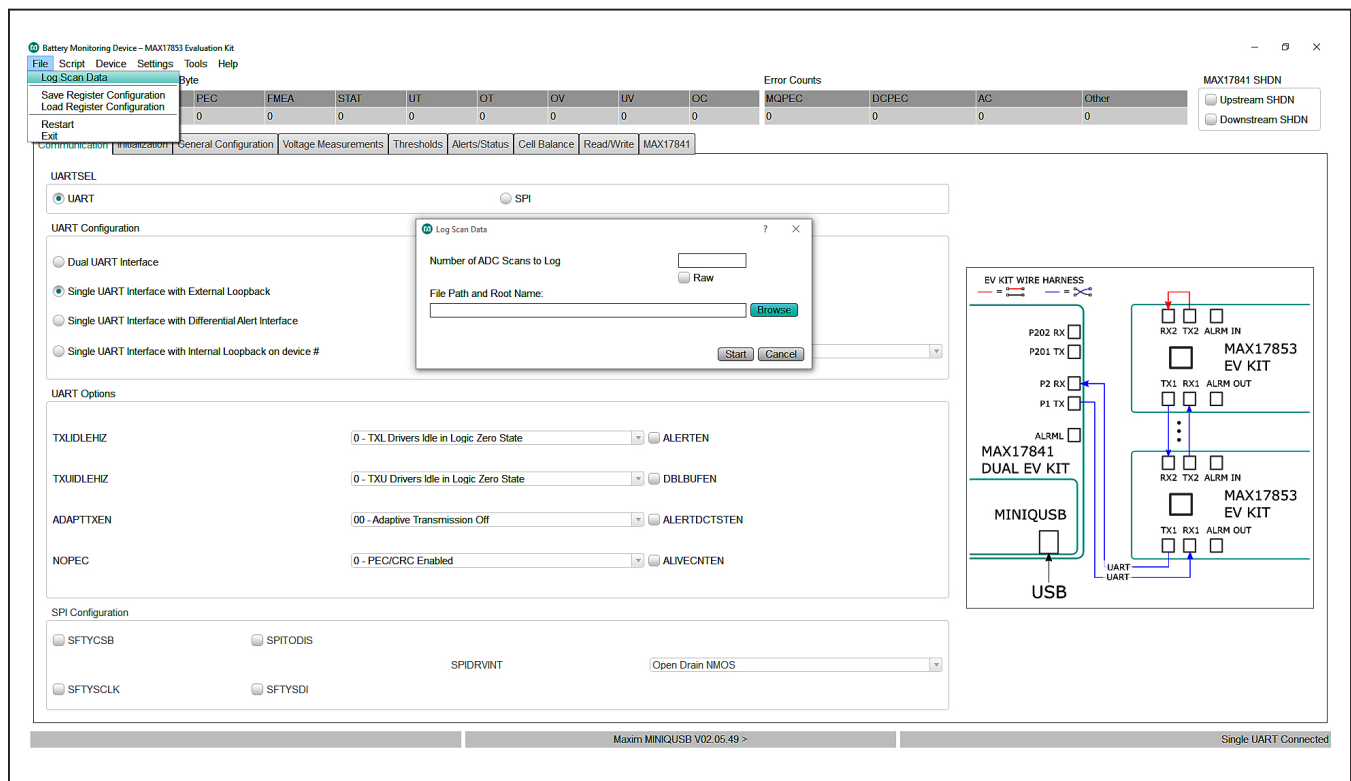 Battery Monitoring Device – MAX17853 Evaluation Kit
File Script Device Settings Tools Help
Log Scan Data
Save Register Configuration
Load Register Configuration
Restart
Exit
Byte
Error Counts
MAX17841 SHDN
PEC FMEA STAT UT OT OV UV OC MQPEC DCPEC AC Other
0 0 0 0 0 0 0 0 0 0 0 0
Upstream SHDN
Downstream SHDN
Communication Initialization General Configuration Voltage Measurements Thresholds Alerts/Status Cell Balance Read/Write MAX17841
UARTSEL
UART
SPI
UART Configuration
Dual UART Interface
Single UART Interface with External Loopback
Single UART Interface with Differential Alert Interface
Single UART Interface with Internal Loopback on device #
Log Scan Data ?
Number of ADC Scans to Log
Raw
File Path and Root Name:
Browse
Start Cancel
UART Options
TXLIDLEHIZ 0 - TXL Drivers Idle in Logic Zero State ALERTEN
TXUIDLEHIZ 0 - TXU Drivers Idle in Logic Zero State DBLBUFEN
ADAPTTXEN 00 - Adaptive Transmission Off ALERTDCTSTEN
NOPEC 0 - PEC/CRC Enabled ALIVECNTEN
SPI Configuration
SFTYCSB SPITODIS
SPIDRVINT Open Drain NMOS
SFTYSCLK SFTYSDI
EV KIT WIRE HARNESS
P202 RX
P201 TX
P2 RX
P1 TX
ALRML
MAX17841
DUAL EV KIT
MINIQUSB
USB
RX2 TX2 ALRM IN
MAX17853
EV KIT
TX1 RX1 ALRM OUT
RX2 TX2 ALRM IN
MAX17853
EV KIT
TX1 RX1 ALRM OUT
UART
UART
Maxim MINIQUSB V02.05.49 >
Single UART Connected